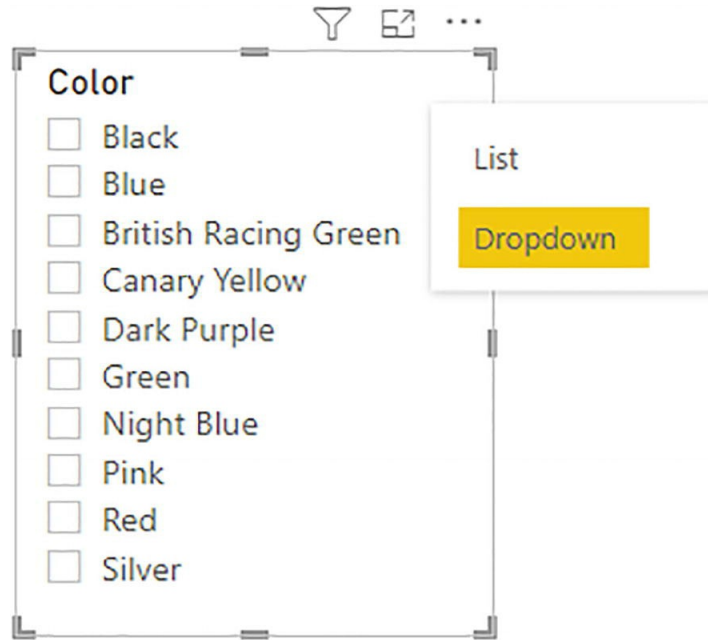 Color
Black
Blue
British Racing Green
Canary Yellow
Dark Purple
Green
Night Blue
Pink
Red
Silver
List
Dropdown